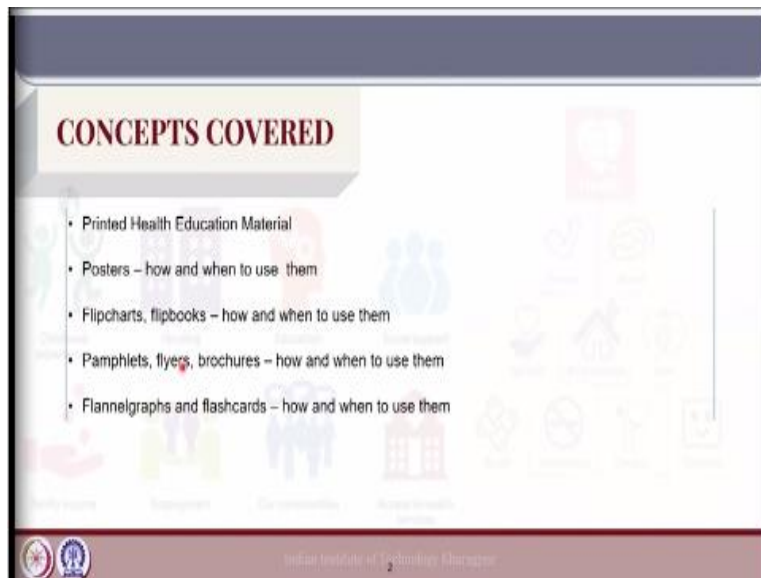 CONCEPTS COVERED
• Printed Health Education Material
• Posters – how and when to use them
• Flipcharts, flipbooks – how and when to use them
• Pamphlets, flyers, brochures – how and when to use them
• Flannelgraphs and flashcards – how and when to use them
Indian Institute of Technology Kharagpur
2